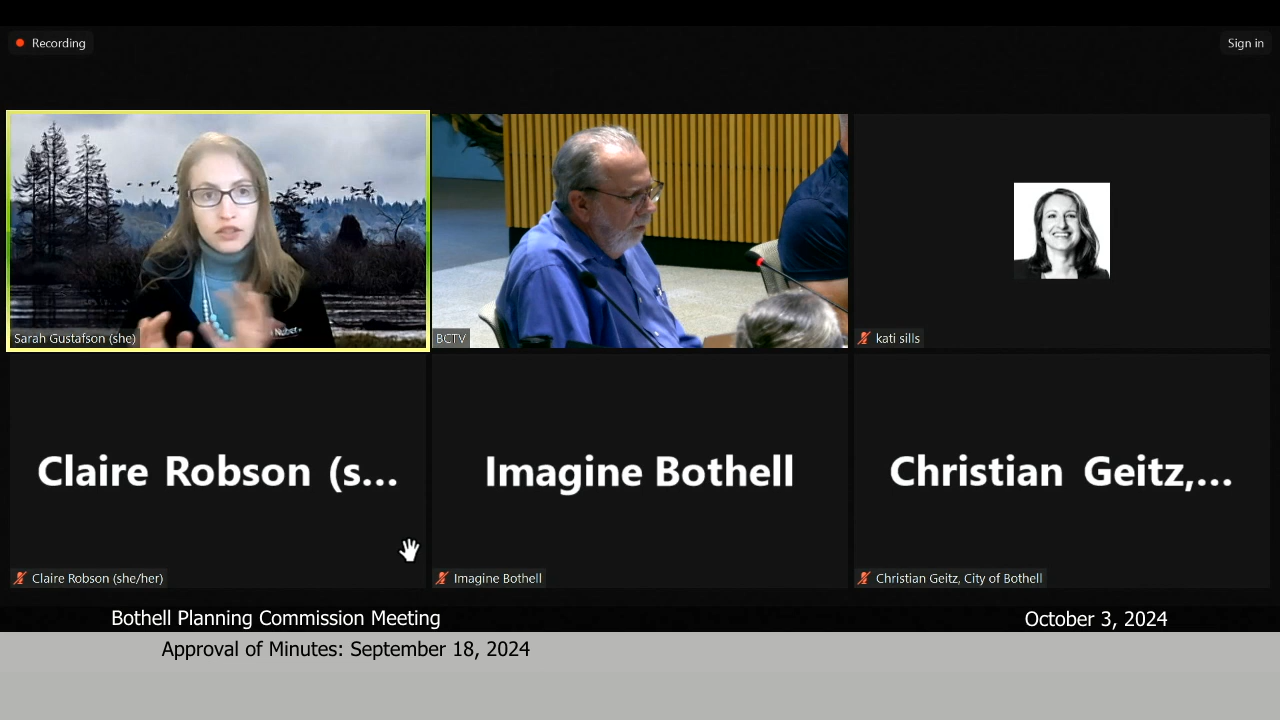 Recording
Sign in
Sarah Gustafson (she)
BCTV
kati sills
Claire Robson (s...
Imagine Bothell
Christian Geitz,...
Claire Robson (she/her)
Imagine Bothell
Christian Geitz, City of Bothell
Bothell Planning Commission Meeting
October 3, 2024
Approval of Minutes: September 18, 2024